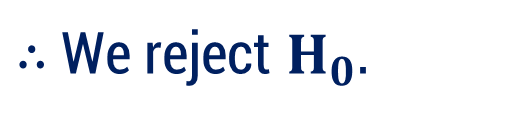 ∴ We reject H₀.